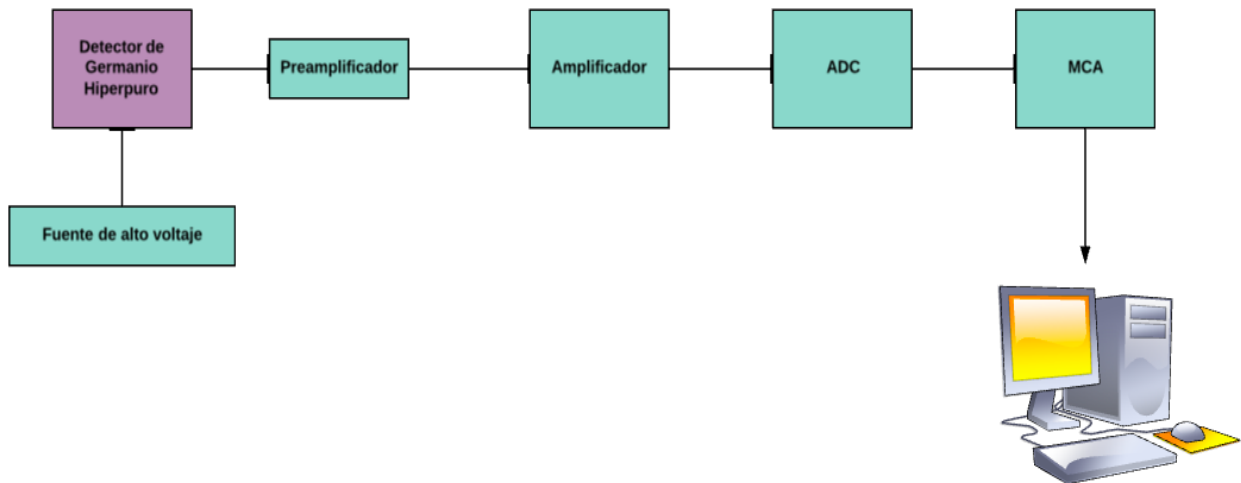 Detector de
Germanio
Hiperpuro
Preamplificador
Amplificador
ADC
MCA
Fuente de alto voltaje